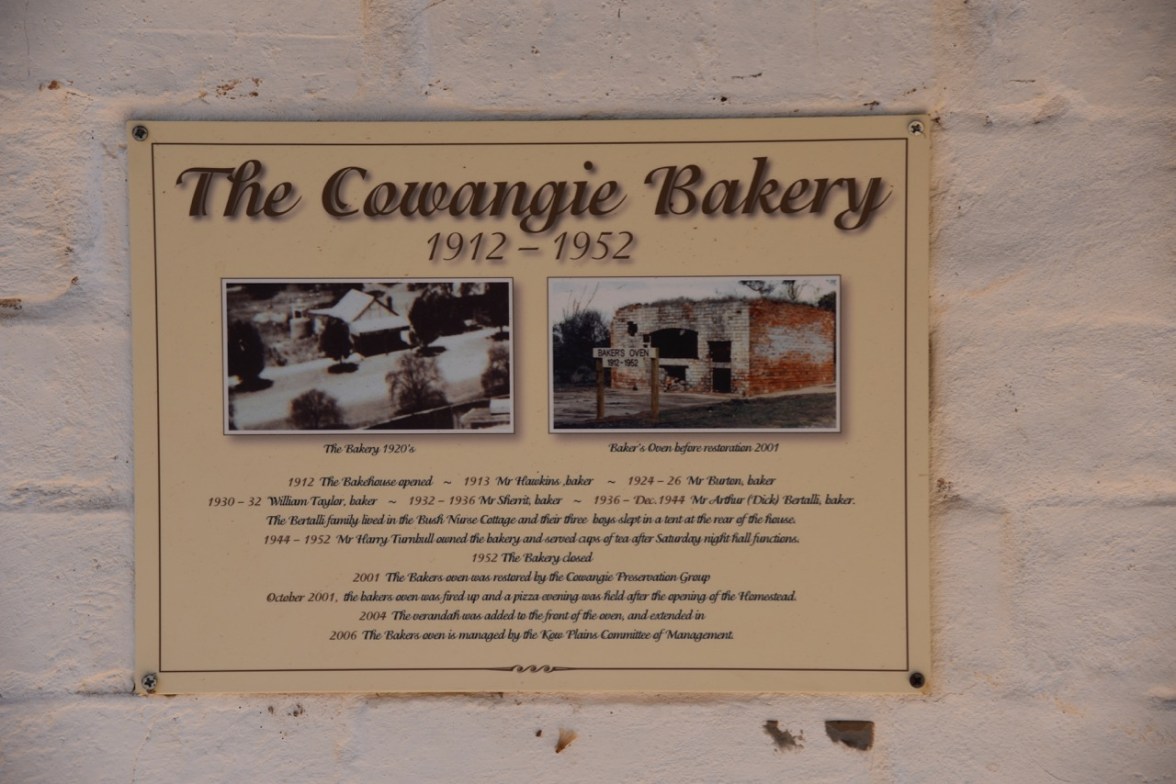 The Cowangie Bakery
1912 – 1952
BAKER'S OVEN
1912-1952
The Bakery 1920's
Baker's Oven before restoration 2001
1912 The Bakehouse opened ~ 1913 Mr Hawkins ,baker ~ 1924 – 26 Mr Burton, baker
1930 – 32 William Taylor, baker ~ 1932 – 1936 Mr Sherrit, baker ~ 1936 – Dec.1944 Mr Arthur ('Dick) Bertalli, baker.
The Bertalli family lived in the Bush Nurse Cottage and their three boys slept in a tent at the rear of the house.
1944 – 1952 Mr Harry Turnbull owned the bakery and served cups of tea after Saturday night hall functions.
1952 The Bakery closed
2001 The Bakers oven was restored by the Cowangie Preservation Group
October 2001, the bakers oven was fired up and a pizza evening was held after the opening of the Homestead.
2004 The verandah was added to the front of the oven, and extended in
2006 The Bakers oven is managed by the Kow Plains Committee of Management.